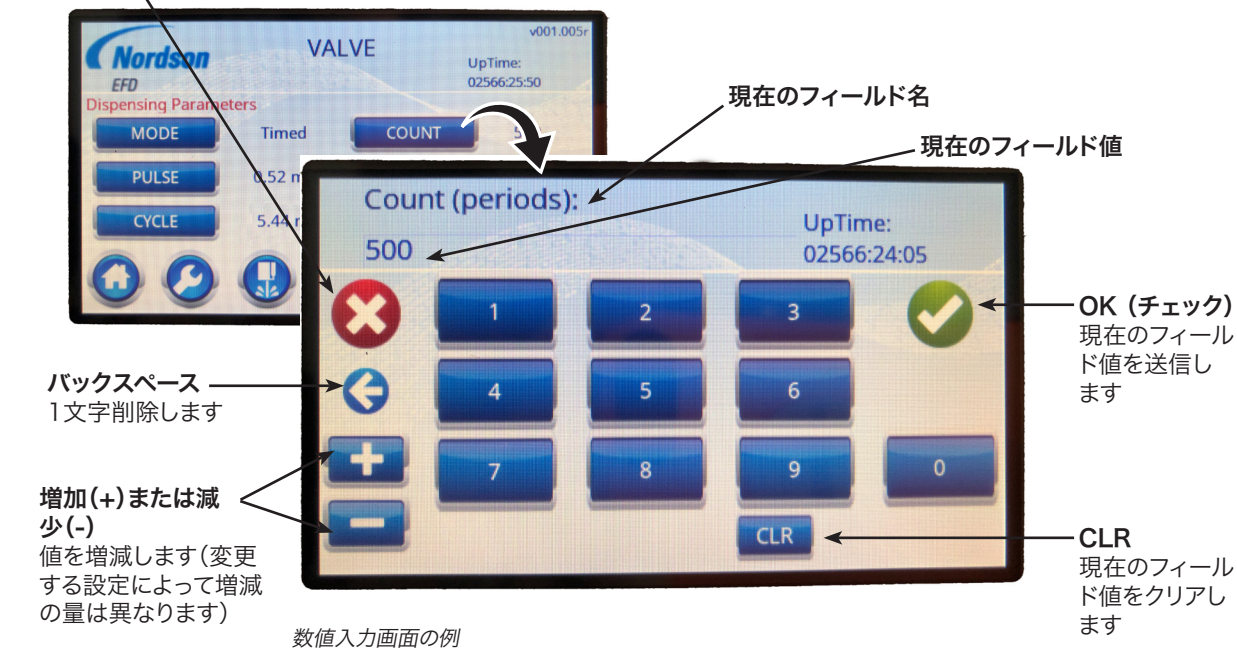 Nordson
EFD
VALVE
v001.005r
UpTime:
02566:25:50
Dispensing Parameters
MODE
Timed
COUNT
5
PULSE
0.52 m
CYCLE
5.44
現在のフィールド名
現在のフィールド値
Count (periods):
500
UpTime:
02566:24:05
1
2
3
4
5
6
7
8
9
0
CLR
OK（チェック）
現在のフィール
ド値を送信し
ます
バックスペース
1文字削除します
増加(+)または減
少(-)
値を増減します（変更
する設定によって増減
の量は異なります）
CLR
現在のフィール
ド値をクリアし
ます
数値入力画面の例